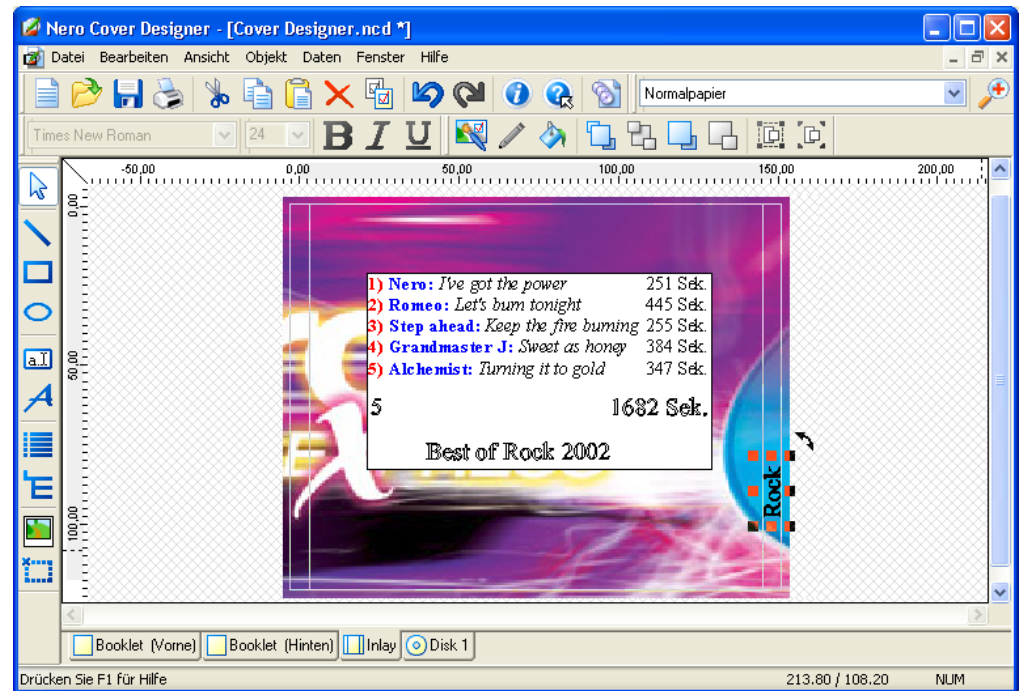 Nero Cover Designer - [Cover Designer.ncd *]
Datei Bearbeiten Ansicht Objekt Daten Fenster Hilfe
Normalpapier
Times New Roman 24 B I U
-50,00 0,00 50,00 100,00 150,00 200,00
0,00
50,00
100,00
1) Nero: I've got the power 251 Sek.
2) Romeo: Let's burn tonight 445 Sek.
3) Step ahead: Keep the fire burning 255 Sek.
4) Grandmaster J: Sweet as honey 384 Sek.
5) Alchemist: Turning it to gold 347 Sek.
5 1682 Sek.
Best of Rock 2002
Rock
a.I
A
Booklet (Vorne) Booklet (Hinten) Inlay Disk 1
Drücken Sie F1 für Hilfe 213.80 / 108.20 NUM